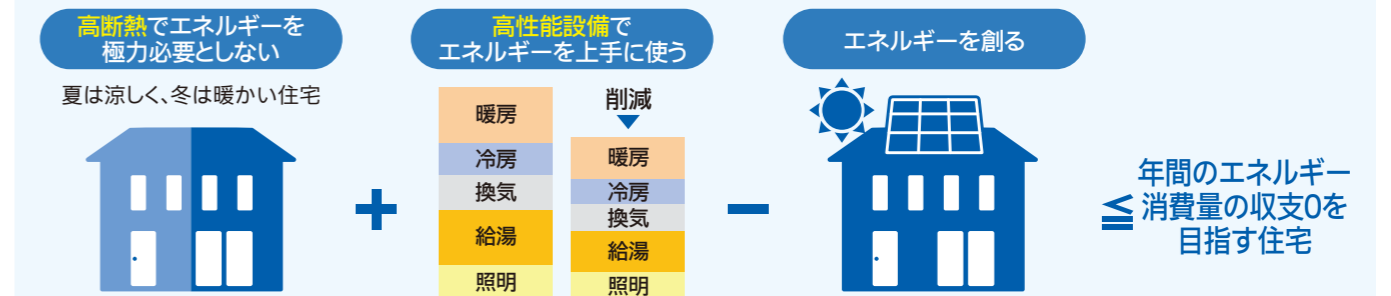 高断熱でエネルギーを
極力必要としない
夏は涼しく、冬は暖かい住宅
+
高性能設備で
エネルギーを上手に使う
暖房
冷房
換気
給湯
照明
削減
暖房
冷房
換気
給湯
照明
−
エネルギーを創る
≦
年間のエネルギー
消費量の収支0を
目指す住宅